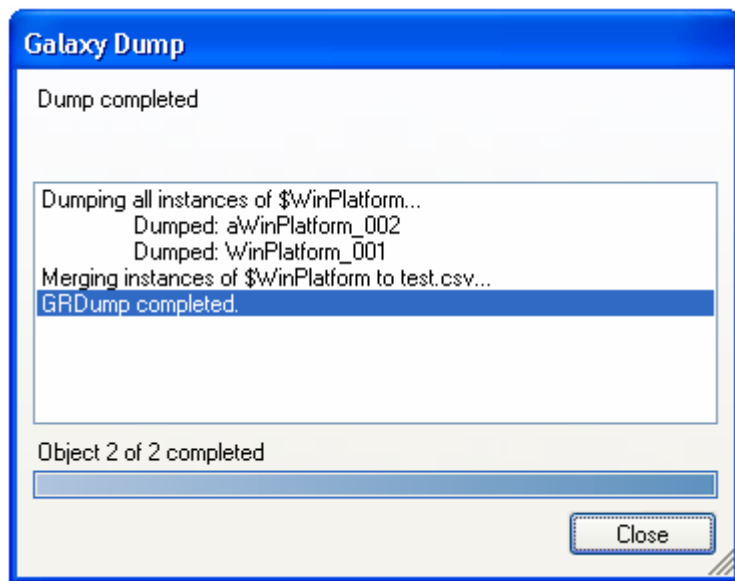 Galaxy Dump
Dump completed
Dumping all instances of $WinPlatform...
Dumped: aWinPlatform_002
Dumped: WinPlatform_001
Merging instances of $WinPlatform to test.csv...
GRDump completed.
Object 2 of 2 completed
Close